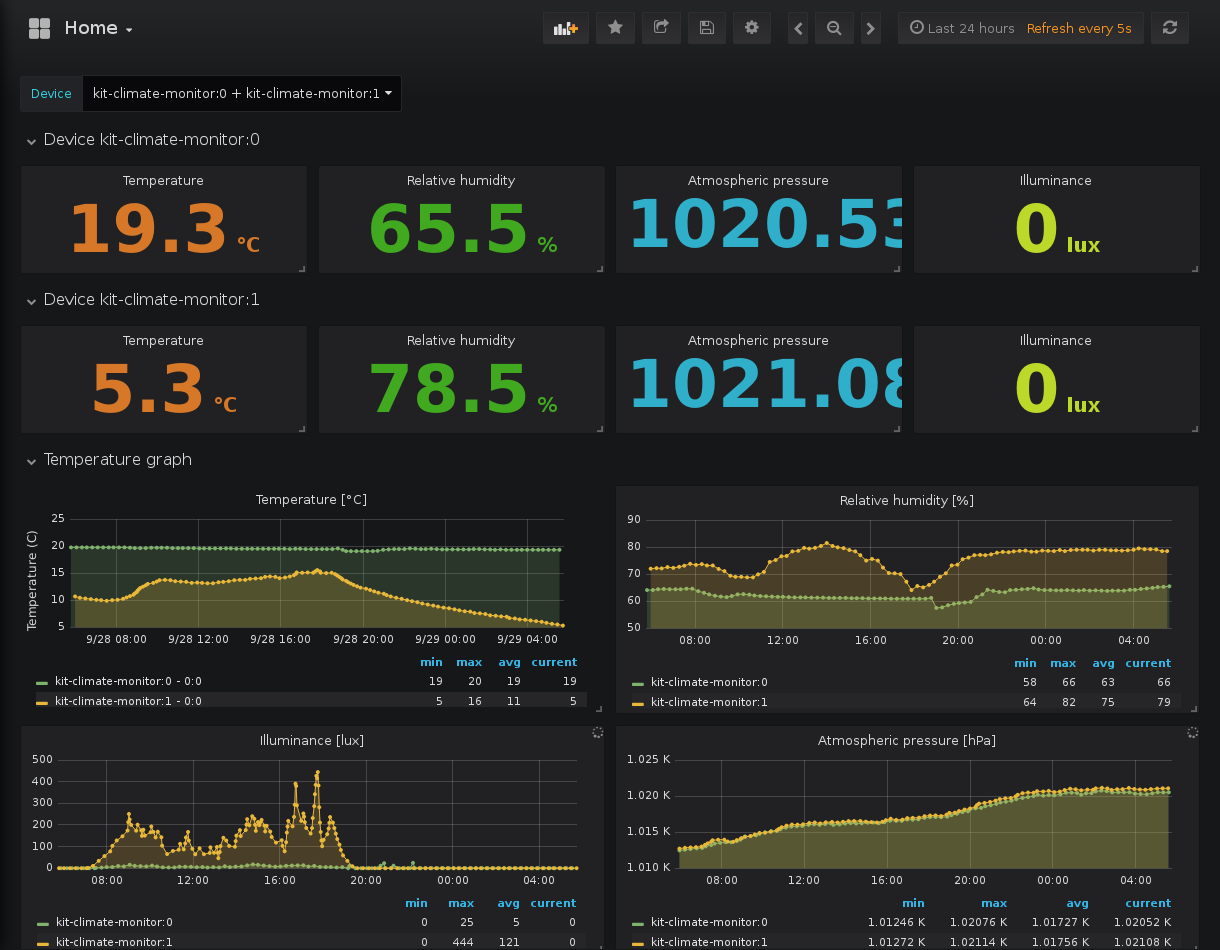 Home
Last 24 hours Refresh every 5s
Device kit-climate-monitor:0 + kit-climate-monitor:1
Device kit-climate-monitor:0
Temperature Relative humidity Atmospheric pressure Illuminance
19.3 °C 65.5 % 1020.53 0 lux
Device kit-climate-monitor:1
Temperature Relative humidity Atmospheric pressure Illuminance
5.3 °C 78.5 % 1021.08 0 lux
Temperature graph
Temperature [°C]
Temperature (C)
25
20
15
10
5
9/28 08:00 9/28 12:00 9/28 16:00 9/28 20:00 9/29 00:00 9/29 04:00
min max avg current
kit-climate-monitor:0 - 0:0 19 20 19 19
kit-climate-monitor:1 - 0:0 5 16 11 5
Relative humidity [%]
90
80
70
60
50
08:00 12:00 16:00 20:00 00:00 04:00
min max avg current
kit-climate-monitor:0 58 66 63 66
kit-climate-monitor:1 64 82 75 79
Illuminance [lux]
500
400
300
200
100
0
08:00 12:00 16:00 20:00 00:00 04:00
min max avg current
kit-climate-monitor:0 0 25 5 0
kit-climate-monitor:1 0 444 121 0
Atmospheric pressure [hPa]
1.025 K
1.020 K
1.015 K
1.010 K
08:00 12:00 16:00 20:00 00:00 04:00
min max avg current
kit-climate-monitor:0 1.01246 K 1.02076 K 1.01727 K 1.02052 K
kit-climate-monitor:1 1.01272 K 1.02114 K 1.01756 K 1.02108 K